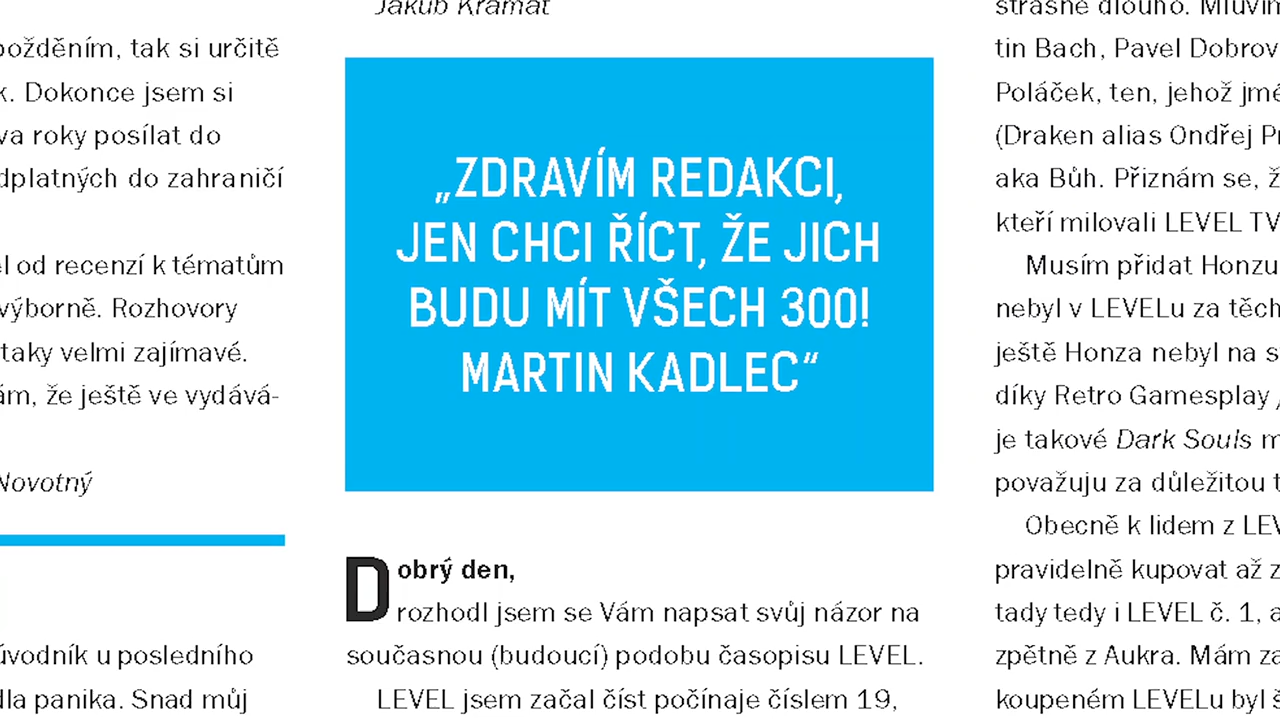 požděním, tak si určitě
k. Dokonce jsem si
va roky posílat do
dplatných do zahraničí
el od recenzí k tématům
výborně. Rozhovory
taky velmi zajímavé.
ám, že ještě ve vydává-
Novotný
úvodník u posledního
dla panika. Snad můj
Jakub Kramát
„ZDRAVÍM REDAKCI,
JEN CHCI ŘÍCT, ŽE JICH
BUDU MÍT VŠECH 300!
MARTIN KADLEC“
Dobrý den,
rozhodl jsem se Vám napsat svůj názor na
současnou (budoucí) podobu časopisu LEVEL.
LEVEL jsem začal číst počínaje číslem 19,
strašně dlouho. Mluvím
tin Bach, Pavel Dobrov
Poláček, ten, jehož jmé
(Draken alias Ondřej Pr
aka Bůh. Přiznám se, ž
kteří milovali LEVEL TV
Musím přidat Honzu
nebyl v LEVELu za těch
ještě Honza nebyl na s
díky Retro Gamesplay /
je takové Dark Souls m
považuju za důležitou t
Obecně k lidem z LEV
pravidelně kupovat až z
tady tedy i LEVEL č. 1, a
zpětně z Aukra. Mám za
koupeném LEVELu byl š